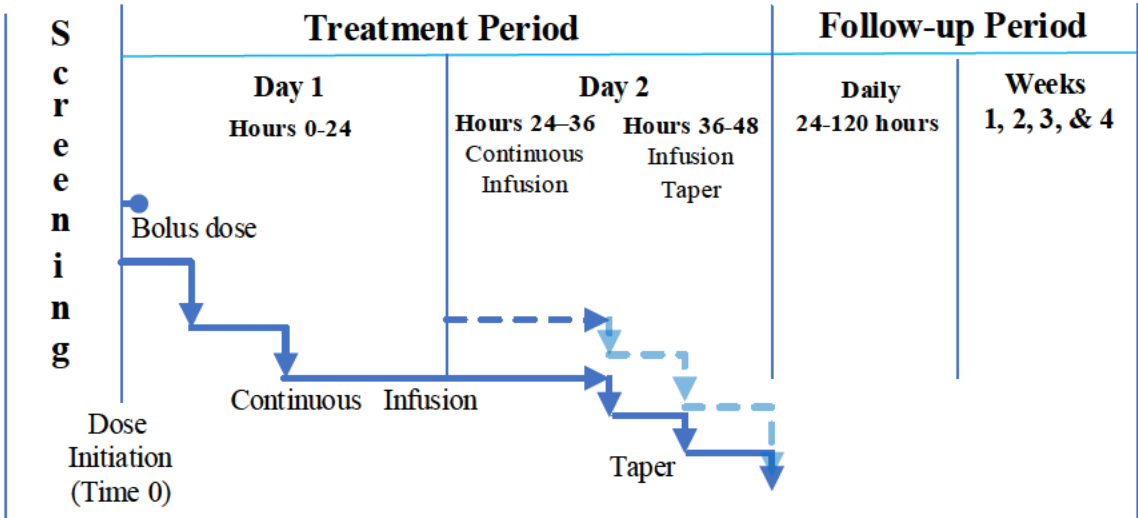 Screening
Treatment Period
Follow-up Period
Day 1
Hours 0-24
Day 2
Hours 24–36
Continuous
Infusion
Hours 36-48
Infusion
Taper
Daily
24-120 hours
Weeks
1, 2, 3, & 4
Bolus dose
Continuous Infusion
Taper
Dose
Initiation
(Time 0)